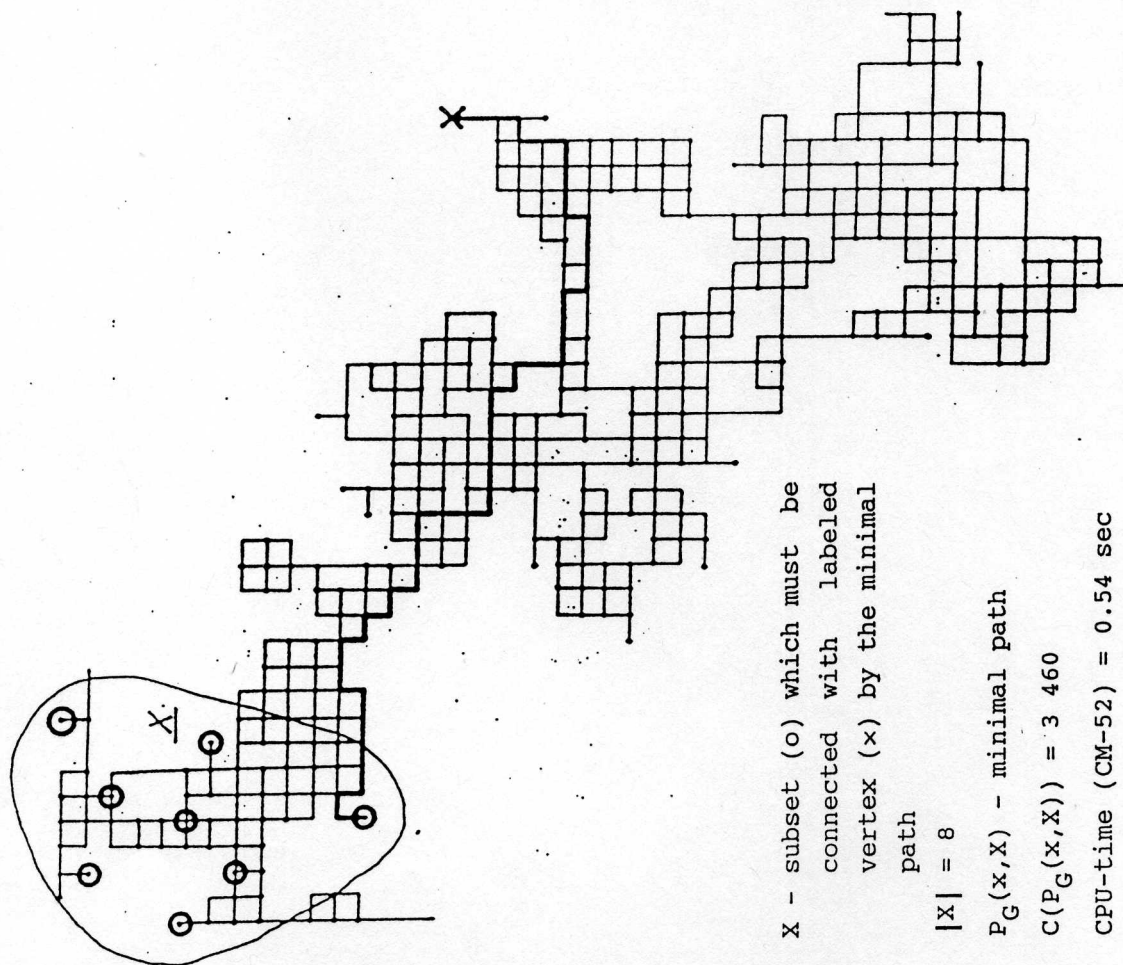 X
X - subset (o) which must be
connected with labeled
vertex (x) by the minimal
path
|X| = 8
P_G(x,X) - minimal path
C(P_G(x,X)) = 3 460
CPU-time (CM-52) = 0.54 sec